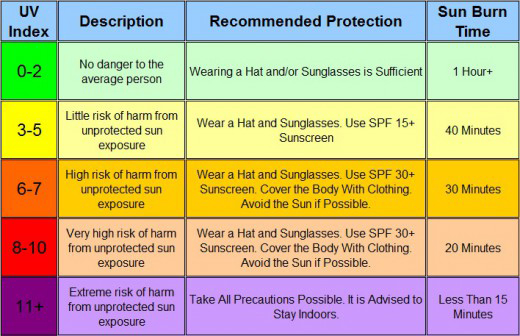 UV Index
Description
Recommended Protection
Sun Burn Time
0-2
No danger to the
average person
Wearing a Hat and/or Sunglasses is Sufficient
1 Hour+
3-5
Little risk of harm from
unprotected sun
exposure
Wear a Hat and Sunglasses. Use SPF 15+
Sunscreen
40 Minutes
6-7
High risk of harm from
unprotected sun
exposure
Wear a Hat and Sunglasses. Use SPF 30+
Sunscreen. Cover the Body With Clothing.
Avoid the Sun if Possible.
30 Minutes
8-10
Very high risk of harm
from unprotected sun
exposure
Wear a Hat and Sunglasses. Use SPF 30+
Sunscreen. Cover the Body With Clothing.
Avoid the Sun if Possible.
20 Minutes
11+
Extreme risk of harm
from unprotected sun
exposure
Take All Precautions Possible. It is Advised to
Stay Indoors.
Less Than 15
Minutes